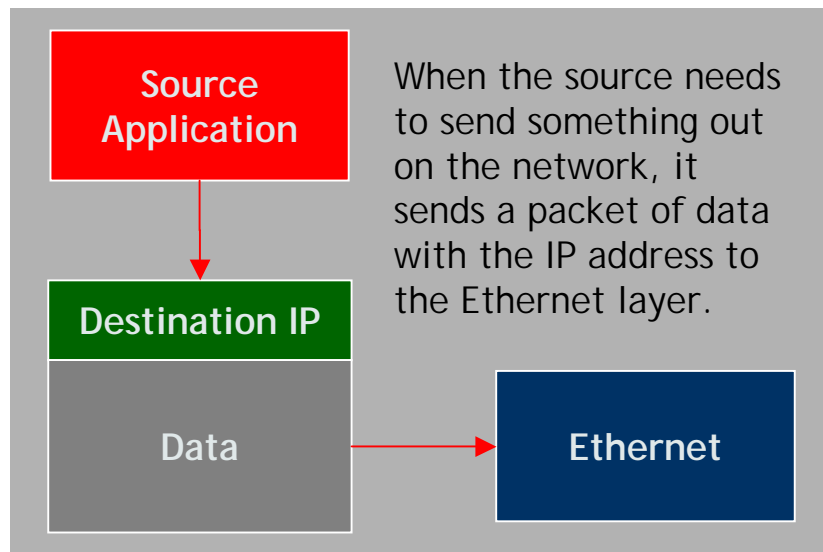 Source
Application
When the source needs
to send something out
on the network, it
sends a packet of data
with the IP address to
the Ethernet layer.
Destination IP
Data
Ethernet